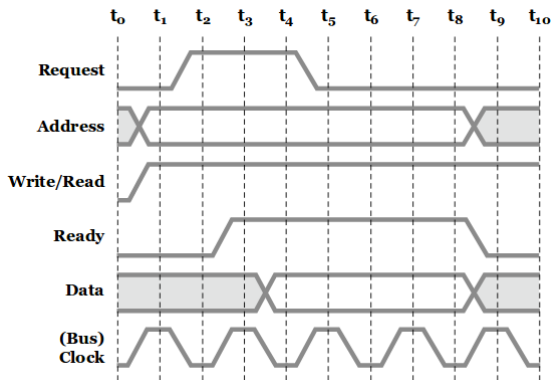 t0 t1 t2 t3 t4 t5 t6 t7 t8 t9 t10
Request
Address
Write/Read
Ready
Data
(Bus)
Clock